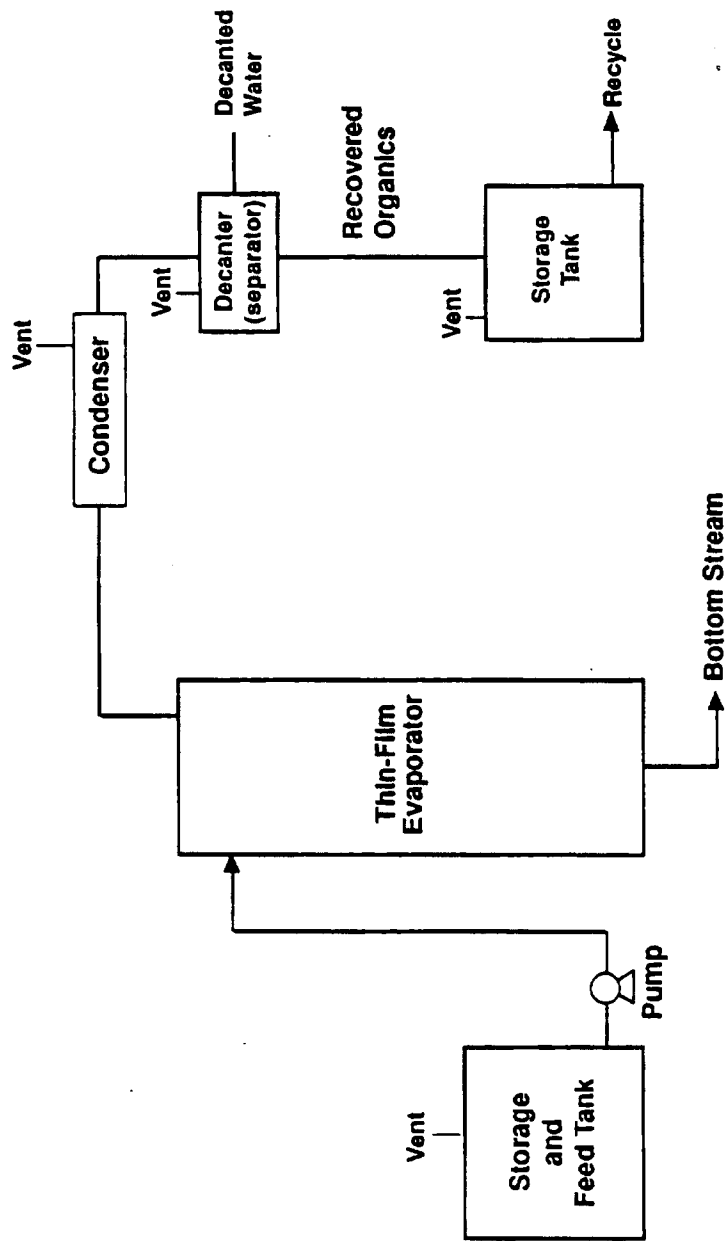 Vent
Storage
and
Feed Tank
Pump
Thin-Film
Evaporator
Bottom Stream
Vent
Condenser
Vent
Decanter
(separator)
Decanted
Water
Recovered
Organics
Vent
Storage
Tank
Recycle